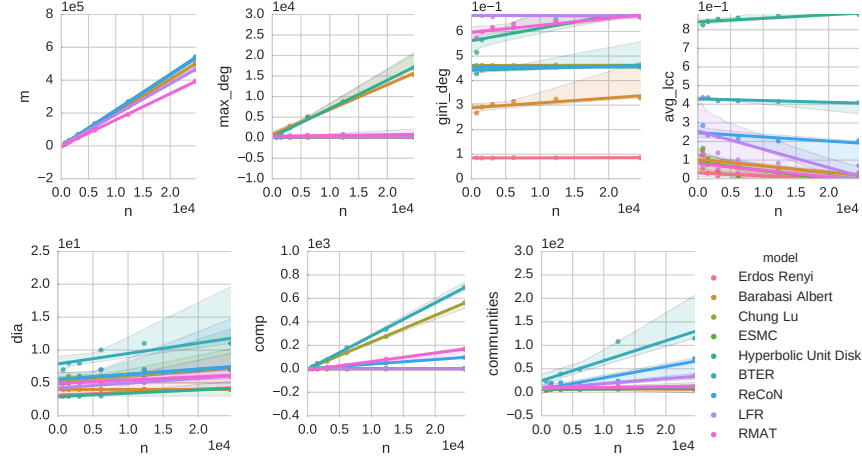 1e5
8
6
4
2
0
−2
m
0.0
0.5
1.0
1.5
2.0
n
1e4
1e4
3.0
2.5
2.0
1.5
1.0
0.5
0.0
−0.5
−1.0
max_deg
0.0
0.5
1.0
1.5
2.0
n
1e4
1e−1
6
5
4
3
2
1
0
gini_deg
0.0
0.5
1.0
1.5
2.0
n
1e4
1e−1
8
7
6
5
4
3
2
1
0
avg_lcc
0.0
0.5
1.0
1.5
2.0
n
1e4
1e1
2.5
2.0
1.5
1.0
0.5
0.0
dia
0.0
0.5
1.0
1.5
2.0
n
1e4
1e3
1.0
0.8
0.6
0.4
0.2
0.0
−0.2
−0.4
comp
0.0
0.5
1.0
1.5
2.0
n
1e4
1e2
3.0
2.5
2.0
1.5
1.0
0.5
0.0
−0.5
communities
0.0
0.5
1.0
1.5
2.0
n
1e4
model
Erdos Renyi
Barabasi Albert
Chung Lu
ESMC
Hyperbolic Unit Disk
BTER
ReCoN
LFR
RMAT